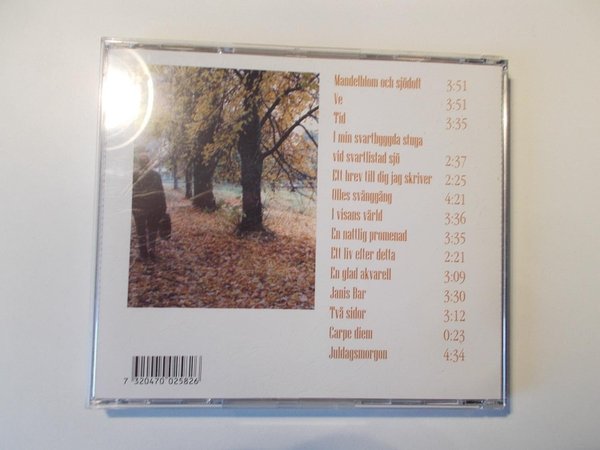 Mandelblom och sjödoft 3:51
Ve 3:51
Tid 3:35
I min svartbyggda stuga
vid svartlistad sjö 2:37
Ett brev till dig jag skriver 2:25
Olles svånggång 4:21
I visans värld 3:36
En nattlig promenad 3:35
Ett liv efter detta 2:21
En glad akvarell 3:09
Janis Bar 3:30
Två sidor 3:12
Carpe diem 0:23
Juldagsmorgon 4:34
7 320470 025826